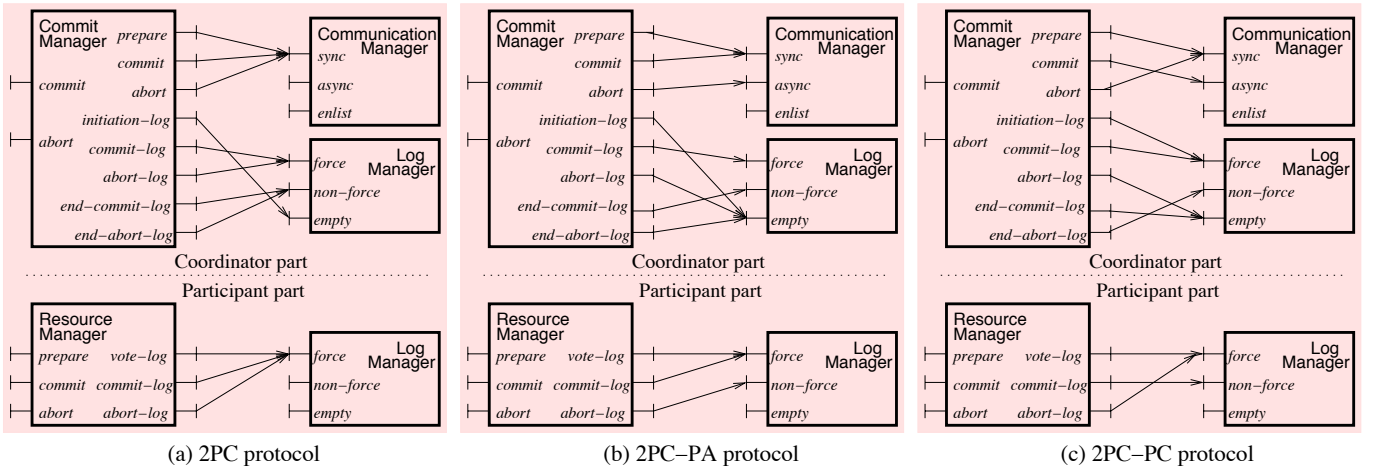 Commit
Manager
prepare
commit
abort
initiation-log
commit-log
abort-log
end-commit-log
end-abort-log
commit
abort
Communication
Manager
sync
async
enlist
Log
Manager
force
non-force
empty
Coordinator part
Participant part
Resource
Manager
prepare
vote-log
commit
commit-log
abort
abort-log
Log
Manager
force
non-force
empty
(a) 2PC protocol
Commit
Manager
prepare
commit
abort
initiation-log
commit-log
abort-log
end-commit-log
end-abort-log
commit
abort
Communication
Manager
sync
async
enlist
Log
Manager
force
non-force
empty
Coordinator part
Participant part
Resource
Manager
prepare
vote-log
commit
commit-log
abort
abort-log
Log
Manager
force
non-force
empty
(b) 2PC-PA protocol
Commit
Manager
prepare
commit
abort
initiation-log
commit-log
abort-log
end-commit-log
end-abort-log
commit
abort
Communication
Manager
sync
async
enlist
Log
Manager
force
non-force
empty
Coordinator part
Participant part
Resource
Manager
prepare
vote-log
commit
commit-log
abort
abort-log
Log
Manager
force
non-force
empty
(c) 2PC-PC protocol